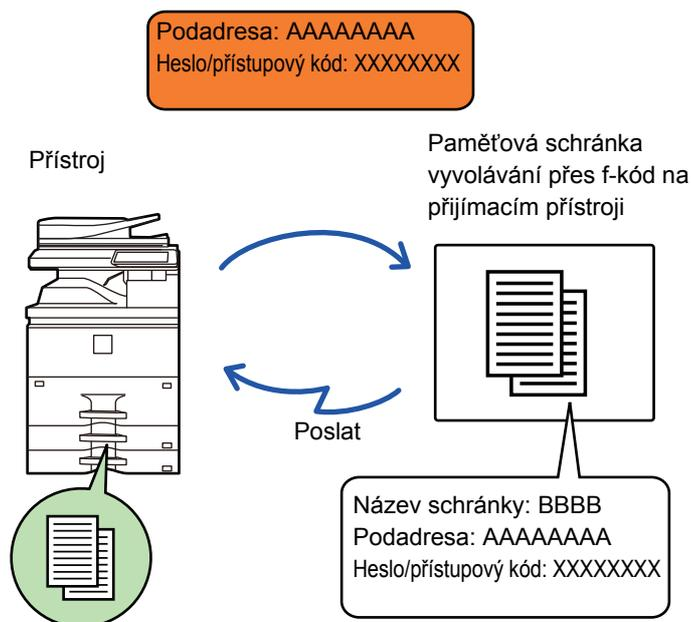 Podadresa: AAAAAAAA
Heslo/přístupový kód: XXXXXXXX
Přístroj
Paměťová schránka
vyvolávání přes f-kód na
přijímacím přístroji
Poslat
Název schránky: BBBB
Podadresa: AAAAAAAA
Heslo/přístupový kód: XXXXXXXX